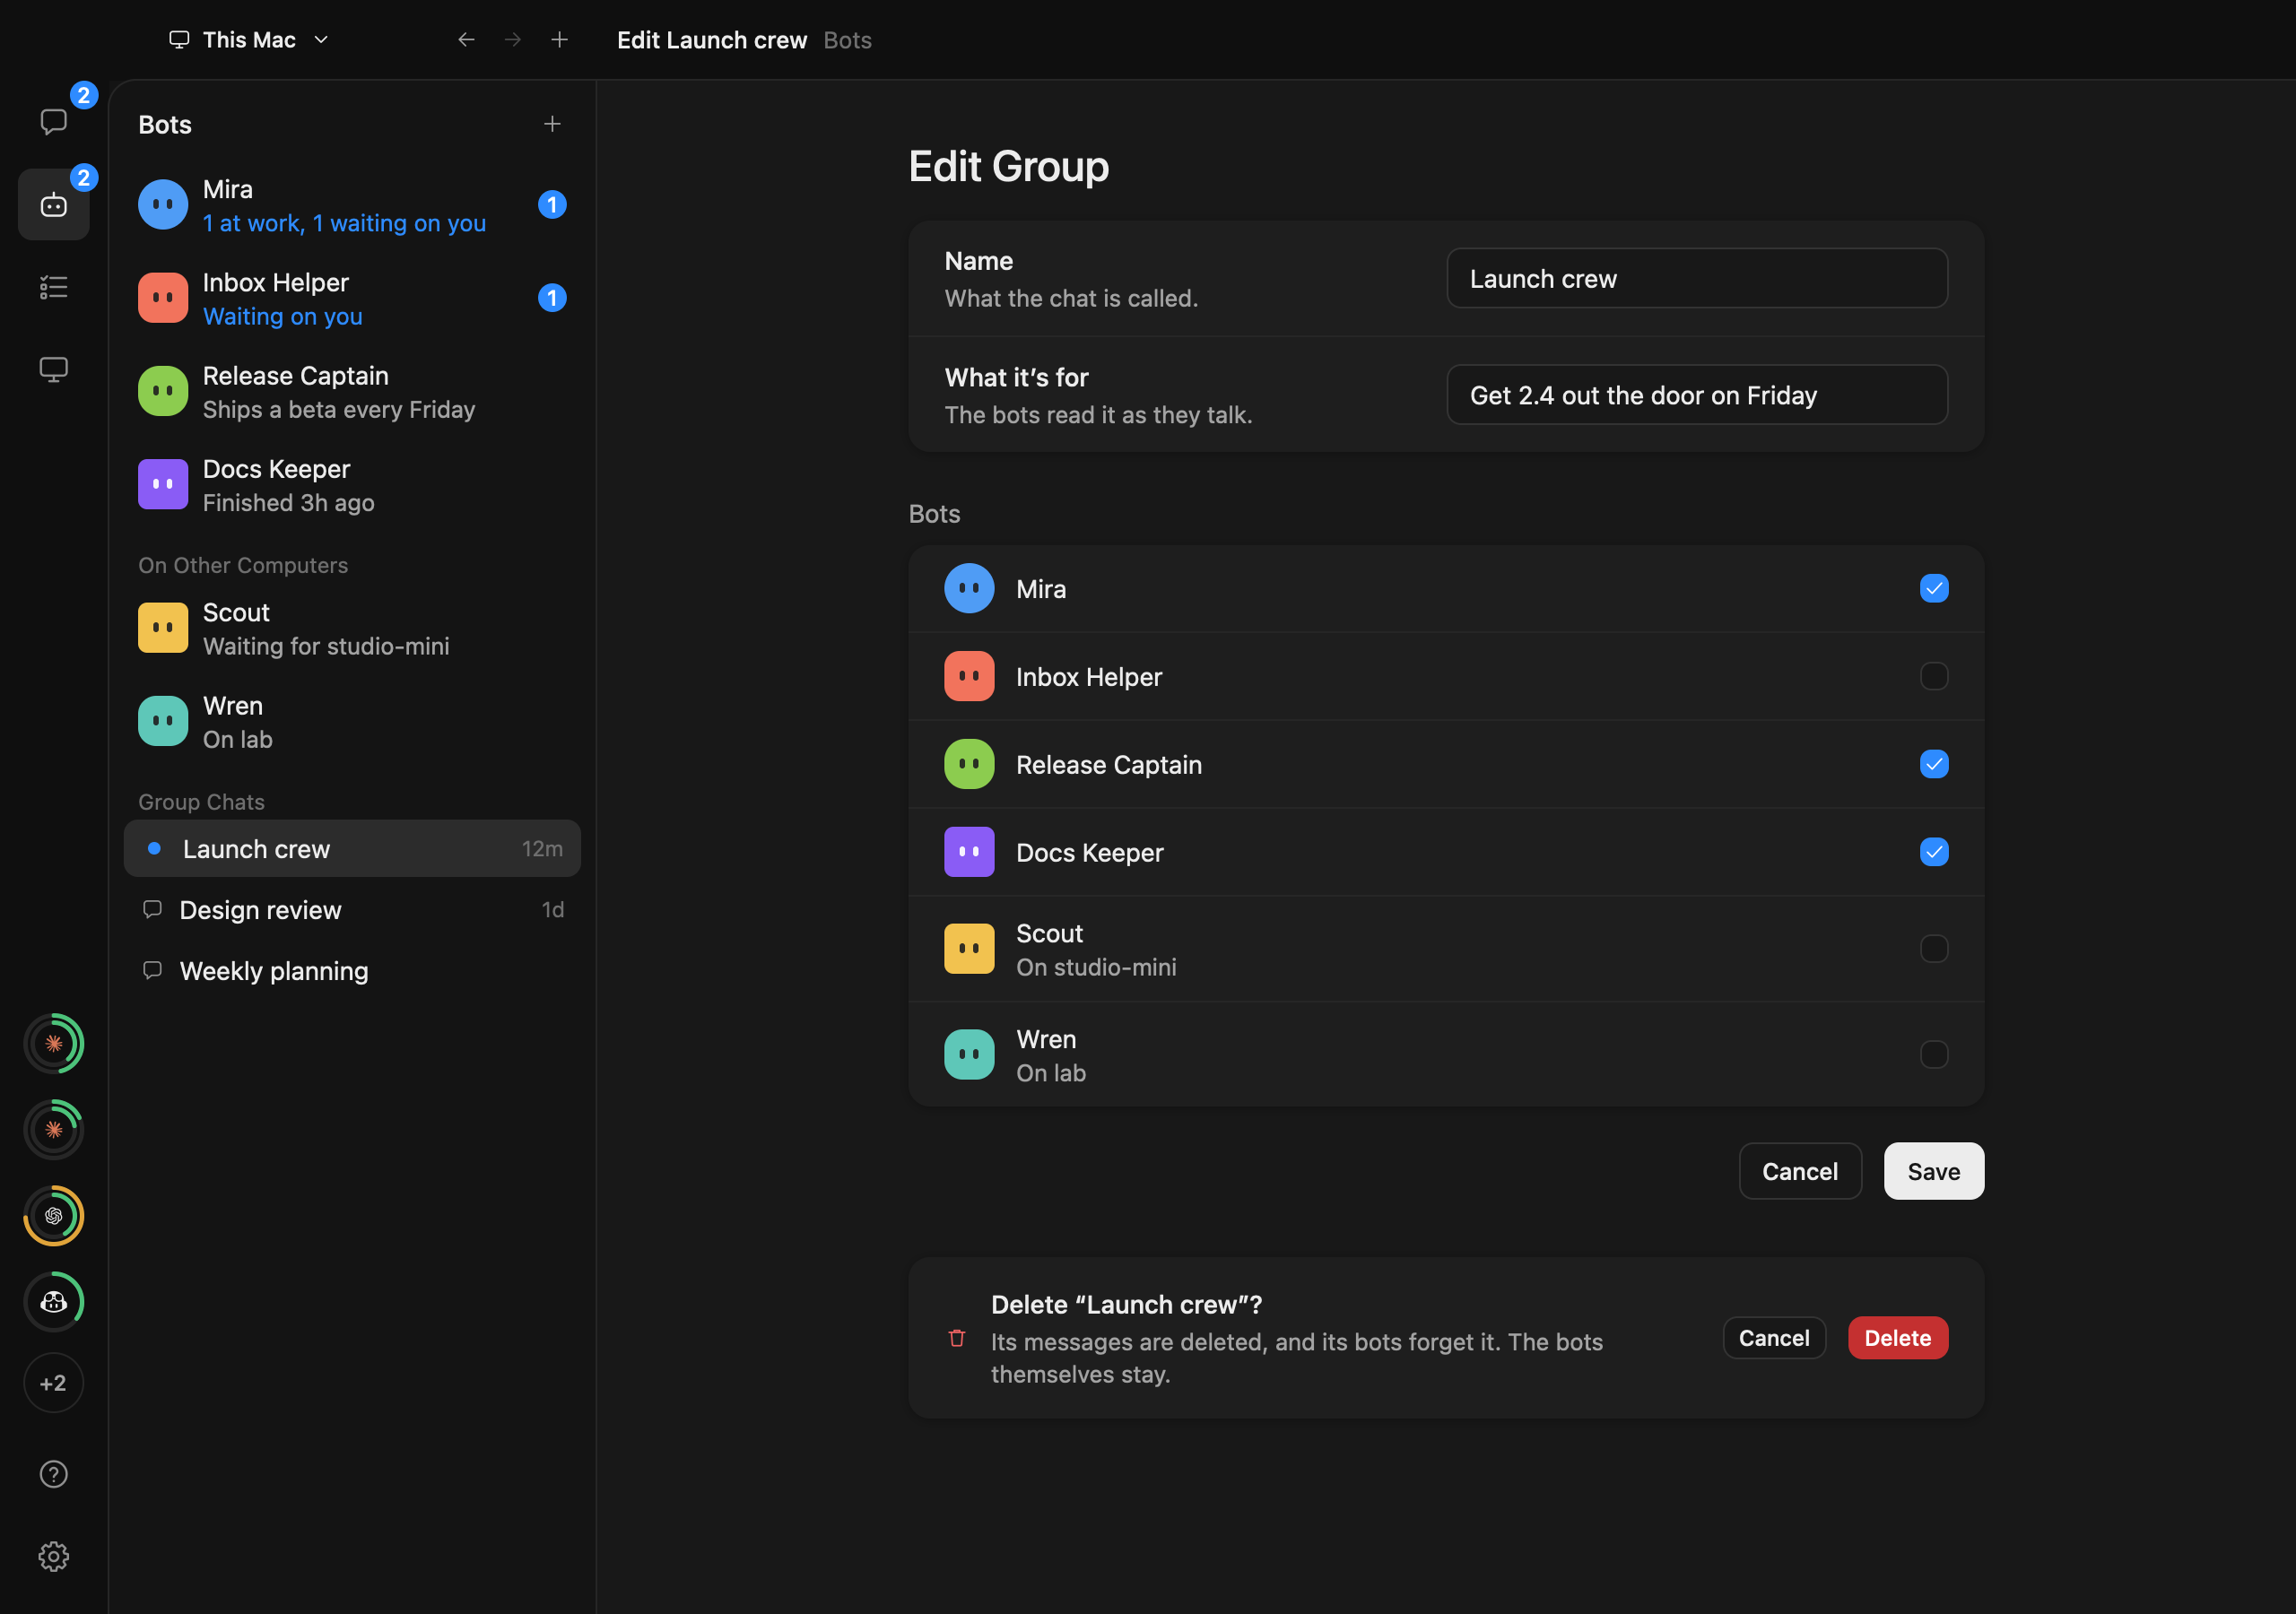 This Mac
Edit Launch crew Bots
2
2
+2
Bots
Mira
1 at work, 1 waiting on you
1
Inbox Helper
Waiting on you
1
Release Captain
Ships a beta every Friday
Docs Keeper
Finished 3h ago
On Other Computers
Scout
Waiting for studio-mini
Wren
On lab
Group Chats
Launch crew 12m
Design review 1d
Weekly planning
Edit Group
Name
What the chat is called.
Launch crew
What it’s for
The bots read it as they talk.
Get 2.4 out the door on Friday
Bots
Mira
Inbox Helper
Release Captain
Docs Keeper
Scout
On studio-mini
Wren
On lab
Cancel Save
Delete “Launch crew”?
Its messages are deleted, and its bots forget it. The bots
themselves stay.
Cancel Delete